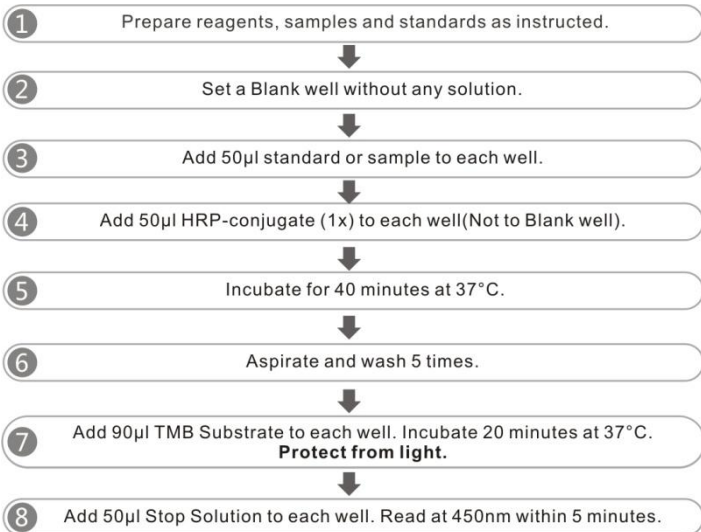 1 Prepare reagents, samples and standards as instructed.
2 Set a Blank well without any solution.
3 Add 50μl standard or sample to each well.
4 Add 50μl HRP-conjugate (1x) to each well(Not to Blank well).
5 Incubate for 40 minutes at 37°C.
6 Aspirate and wash 5 times.
7 Add 90μl TMB Substrate to each well. Incubate 20 minutes at 37°C.
Protect from light.
8 Add 50μl Stop Solution to each well. Read at 450nm within 5 minutes.